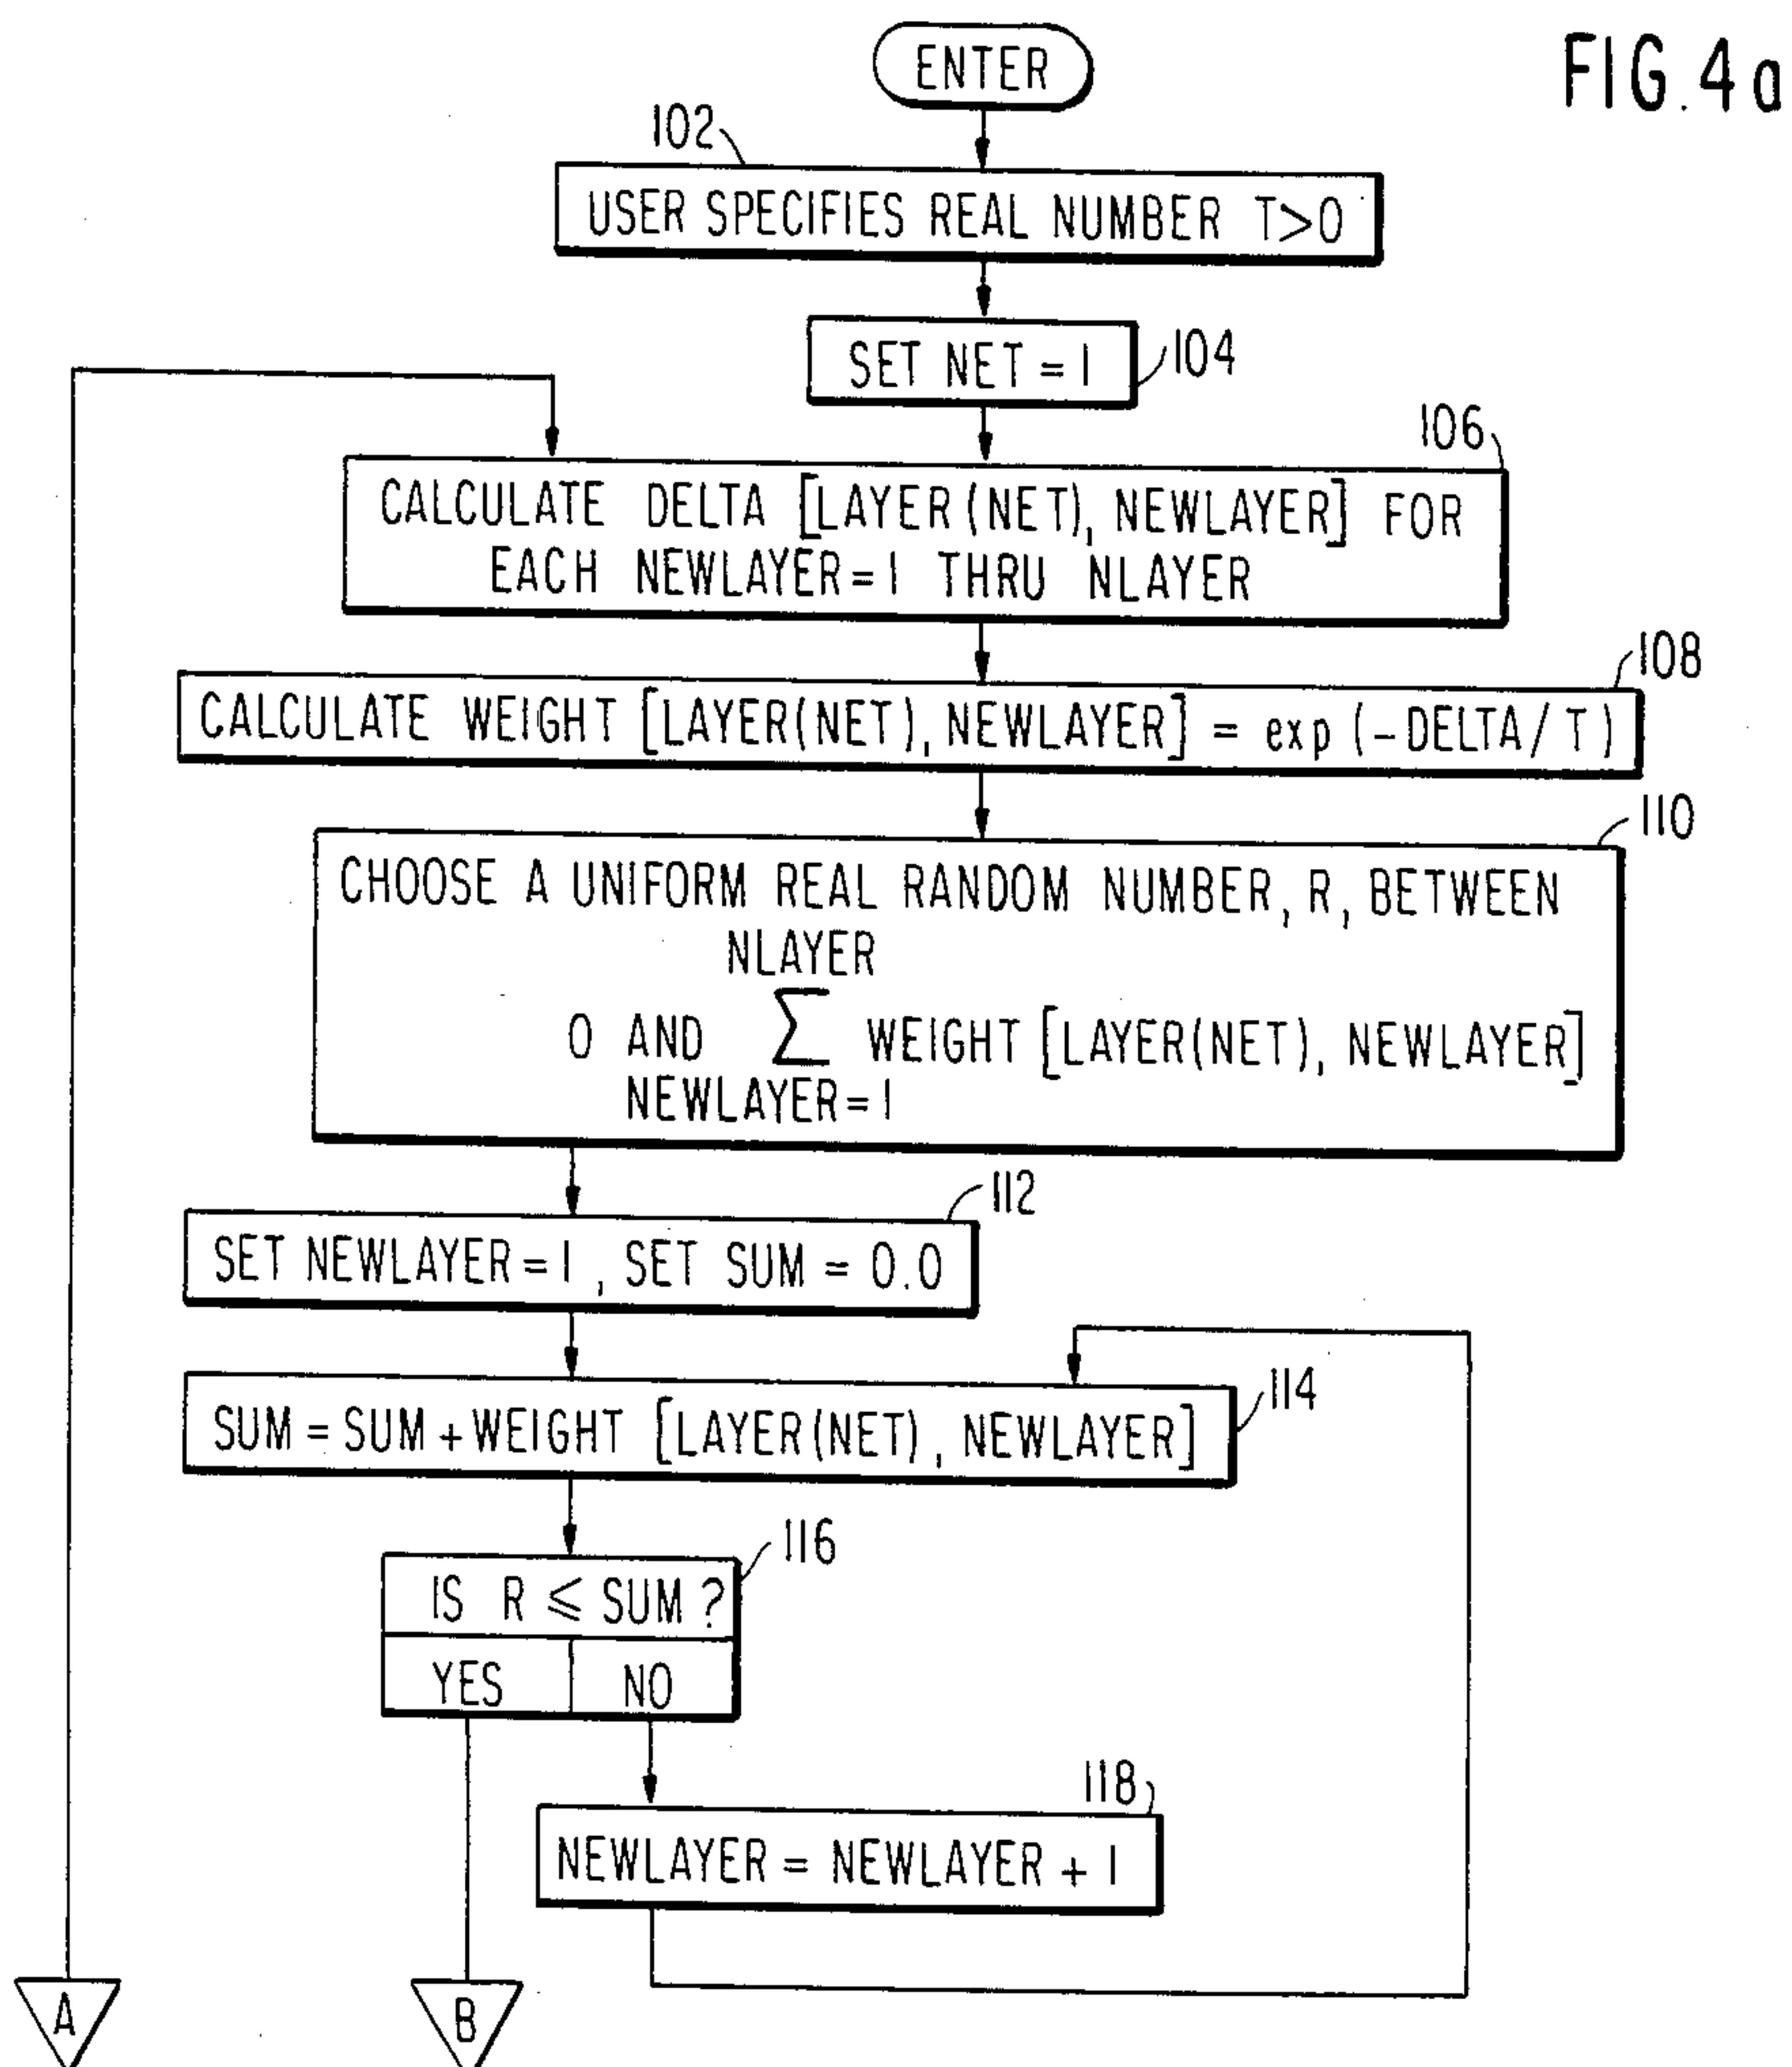 FIG. 4a
ENTER
102
USER SPECIFIES REAL NUMBER T>0
SET NET = 1
104
106
CALCULATE DELTA [LAYER (NET), NEWLAYER] FOR
EACH NEWLAYER = 1 THRU NLAYER
108
CALCULATE WEIGHT [LAYER(NET), NEWLAYER] = exp (-DELTA / T)
110
CHOOSE A UNIFORM REAL RANDOM NUMBER, R, BETWEEN
NLAYER
0 AND Σ WEIGHT [LAYER(NET), NEWLAYER]
NEWLAYER = 1
112
SET NEWLAYER = 1, SET SUM = 0.0
114
SUM = SUM + WEIGHT [LAYER(NET), NEWLAYER]
116
IS R ≤ SUM ?
YES NO
118
NEWLAYER = NEWLAYER + 1
A B